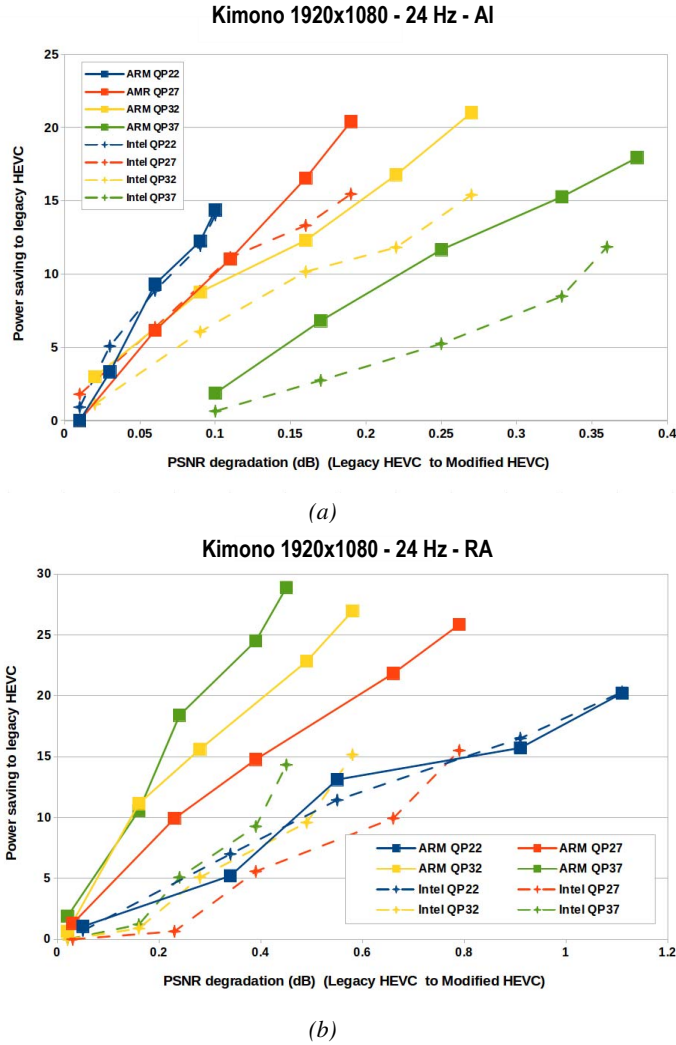 Kimono 1920x1080 - 24 Hz - AI
25
20
15
10
5
0
Power saving to legacy HEVC
ARM QP22
AMR QP27
ARM QP32
ARM QP37
Intel QP22
Intel QP27
Intel QP32
Intel QP37
0 0.05 0.1 0.15 0.2 0.25 0.3 0.35 0.4
PSNR degradation (dB) (Legacy HEVC to Modified HEVC)
(a)
Kimono 1920x1080 - 24 Hz - RA
30
25
20
15
10
5
0
Power saving to legacy HEVC
ARM QP22 ARM QP27
ARM QP32 ARM QP37
Intel QP22 Intel QP27
Intel QP32 Intel QP37
0 0.2 0.4 0.6 0.8 1 1.2
PSNR degradation (dB) (Legacy HEVC to Modified HEVC)
(b)